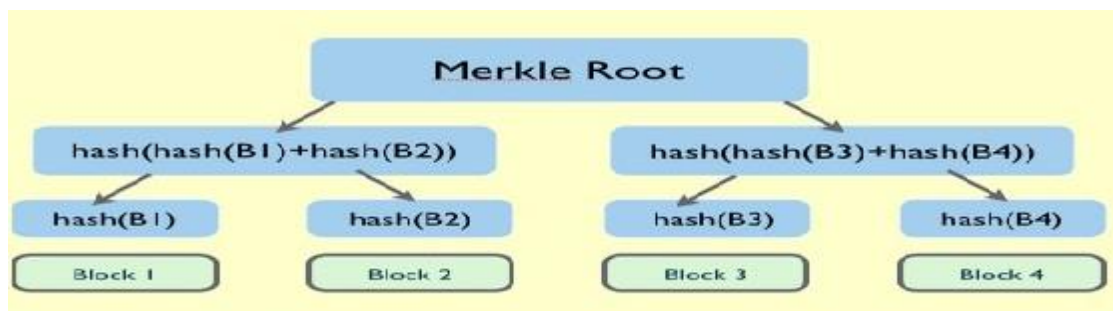 Merkle Root
hash(hash(B1)+hash(B2)) hash(hash(B3)+hash(B4))
hash(B1) hash(B2) hash(B3) hash(B4)
Block 1 Block 2 Block 3 Block 4